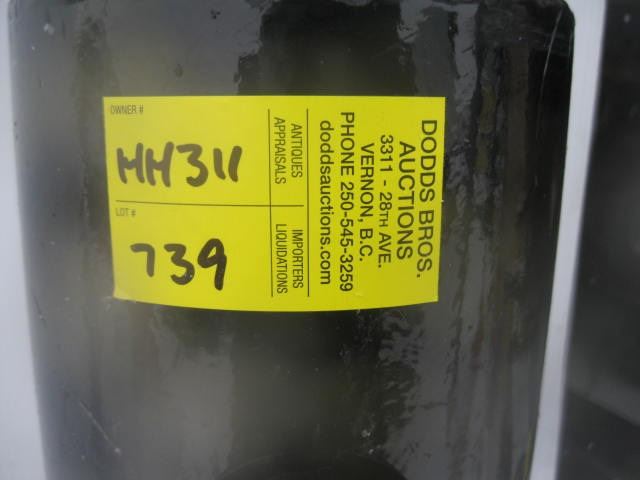 DODDS BROS.
AUCTIONS
3311 - 28TH AVE.
VERNON, B.C.
PHONE 250-545-3259
doddsauctions.com
ANTIQUES
APPRAISALS
IMPORTERS
LIQUIDATIONS
OWNER #
HH311
LOT #
739